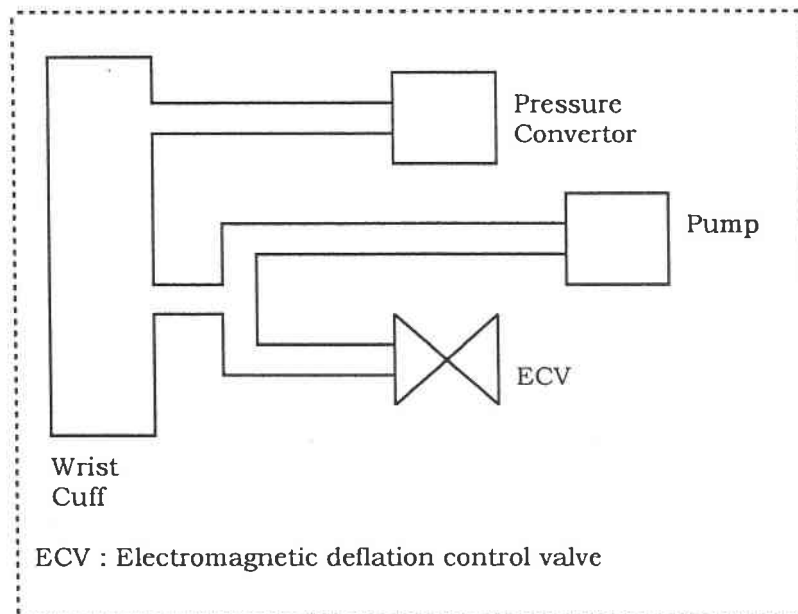 Pressure
Convertor
Pump
ECV
Wrist
Cuff
ECV : Electromagnetic deflation control valve